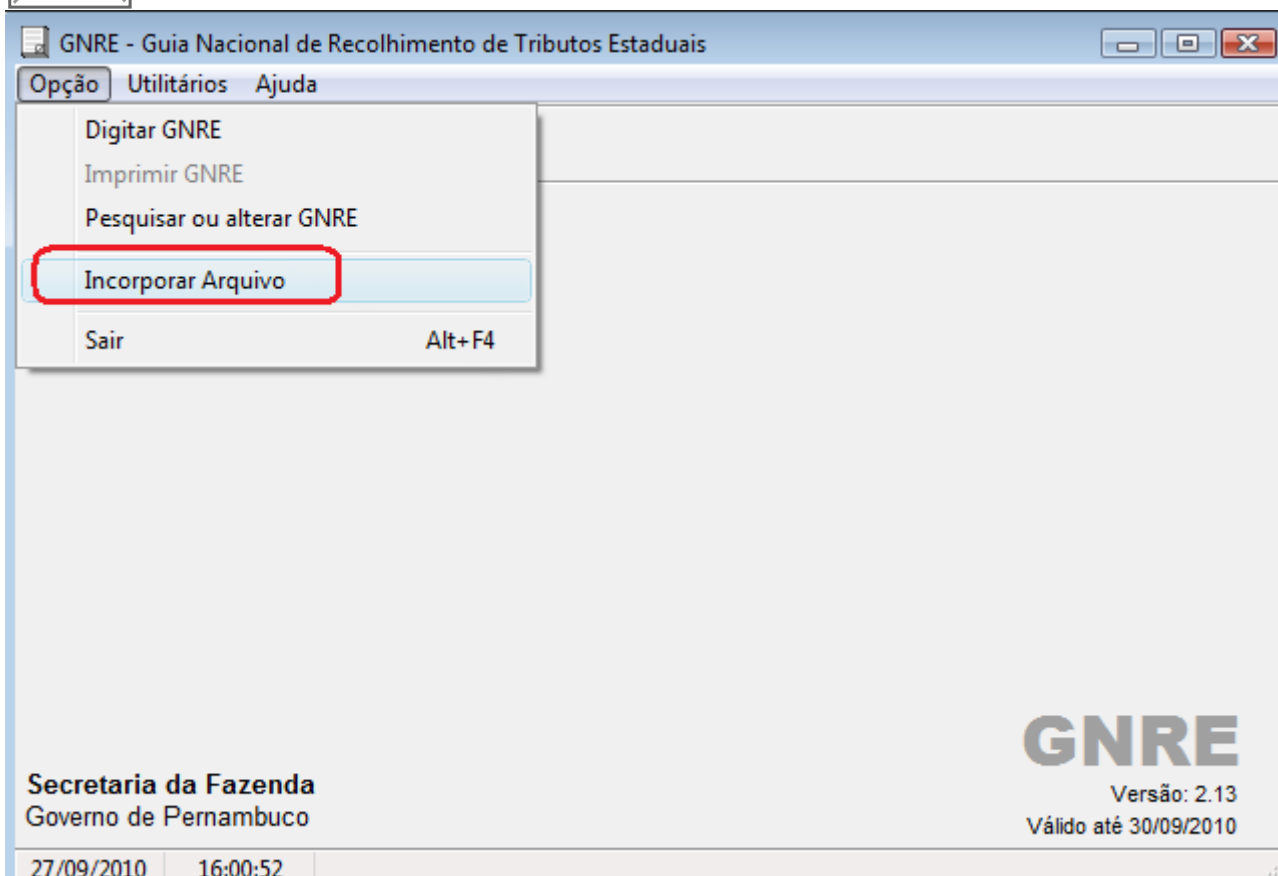 GNRE - Guia Nacional de Recolhimento de Tributos Estaduais
Opção Utilitários Ajuda
Digitar GNRE
Imprimir GNRE
Pesquisar ou alterar GNRE
Incorporar Arquivo
Sair Alt+F4
GNRE
Secretaria da Fazenda
Versão: 2.13
Governo de Pernambuco
Válido até 30/09/2010
27/09/2010 16:00:52